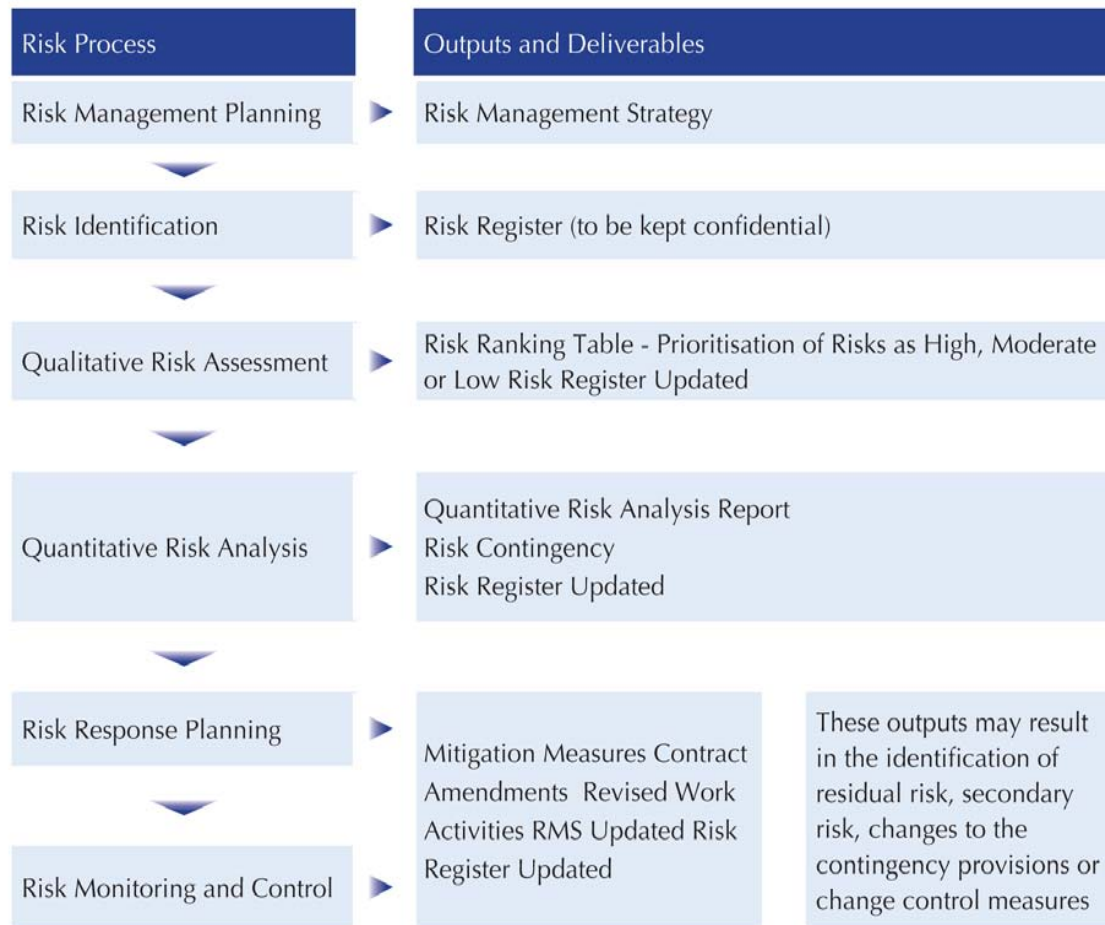 Risk Process
Outputs and Deliverables
Risk Management Planning
Risk Management Strategy
Risk Identification
Risk Register (to be kept confidential)
Qualitative Risk Assessment
Risk Ranking Table - Prioritisation of Risks as High, Moderate
or Low Risk Register Updated
Quantitative Risk Analysis
Quantitative Risk Analysis Report
Risk Contingency
Risk Register Updated
Risk Response Planning
Risk Monitoring and Control
Mitigation Measures Contract
Amendments Revised Work
Activities RMS Updated Risk
Register Updated
These outputs may result
in the identification of
residual risk, secondary
risk, changes to the
contingency provisions or
change control measures